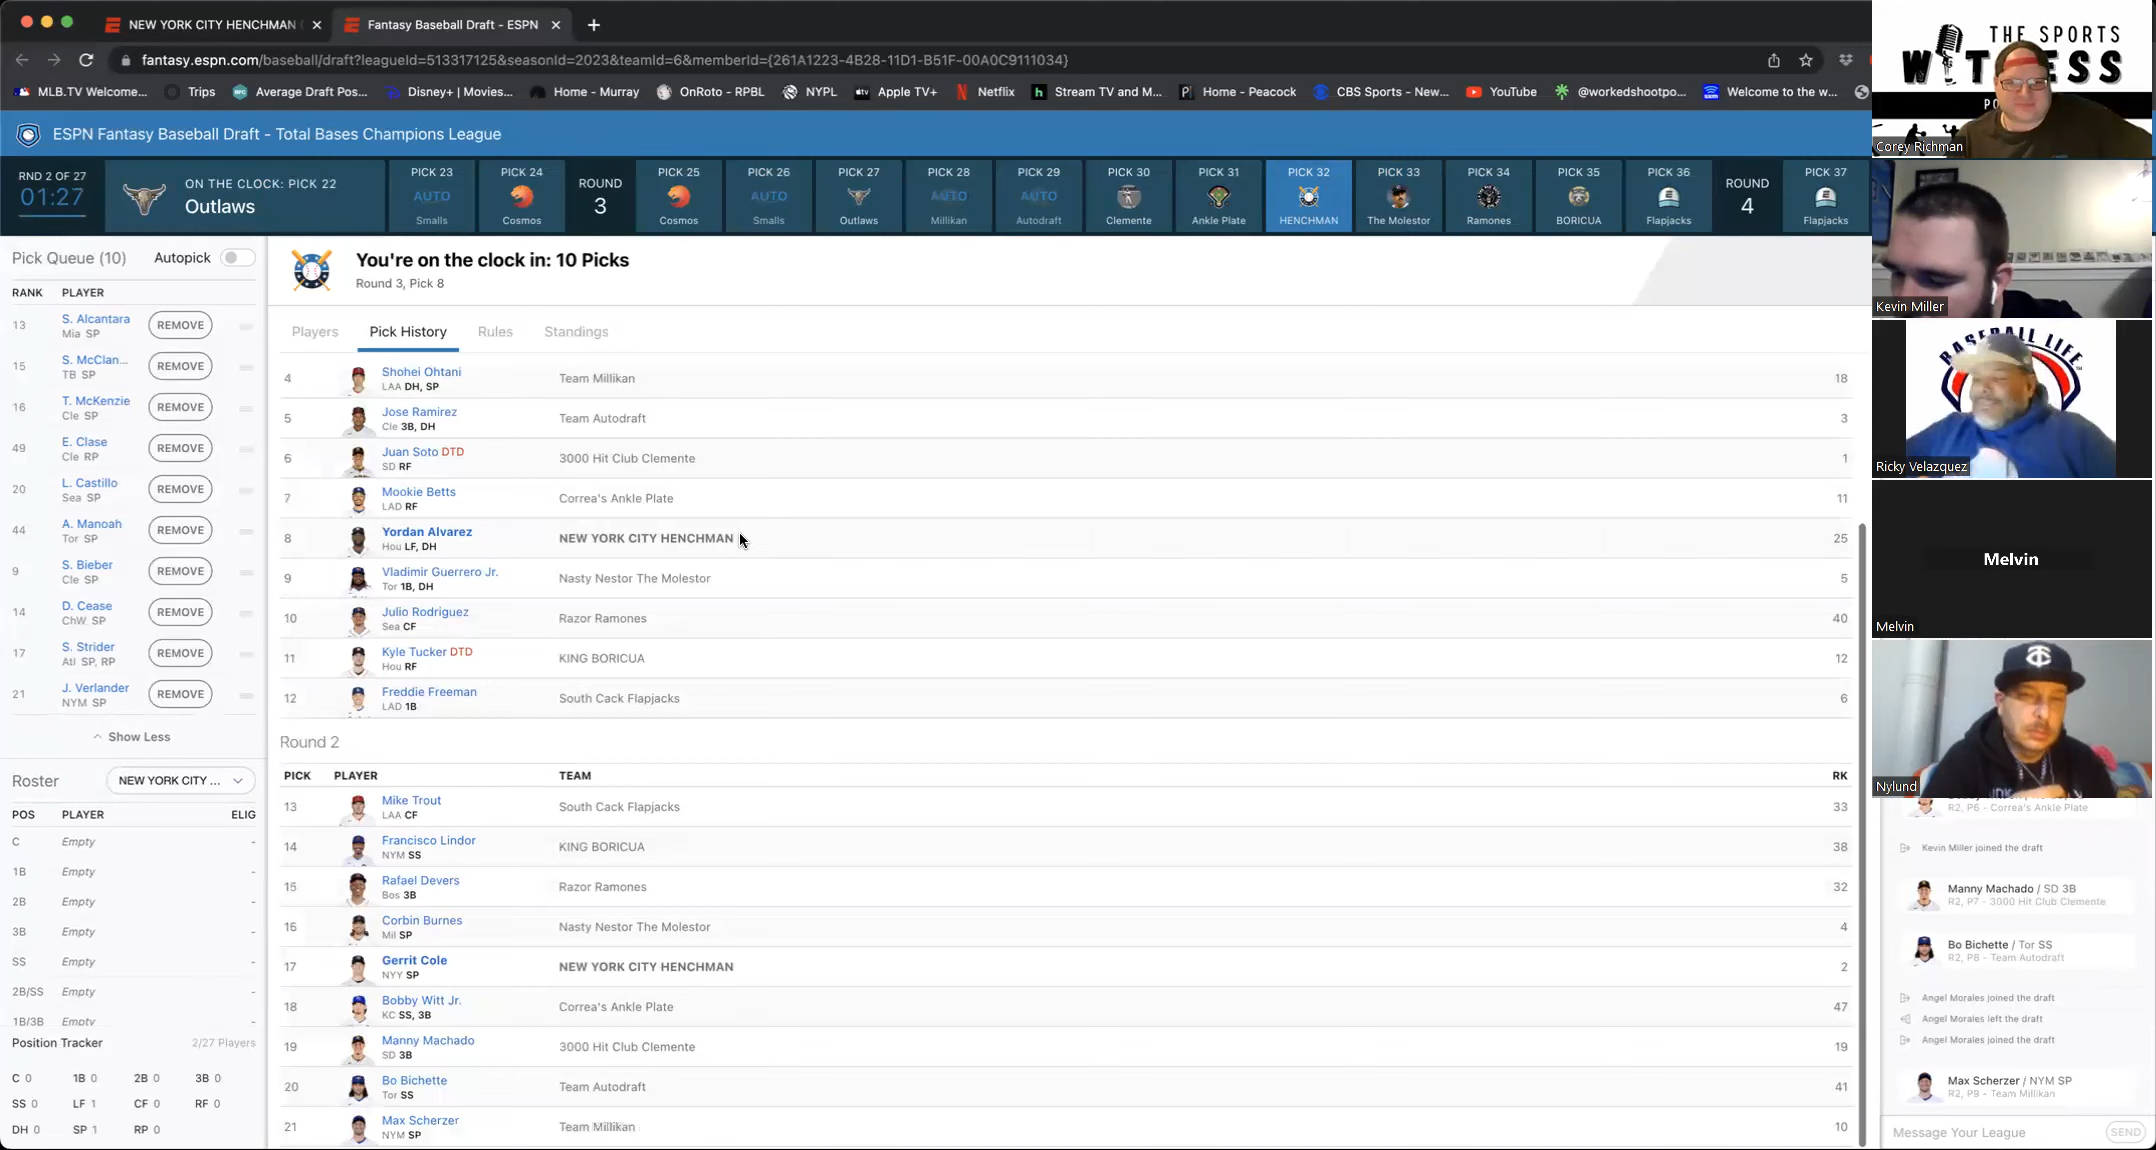 NEW YORK CITY HENCHMAN
Fantasy Baseball Draft - ESPN
fantasy.espn.com/baseball/draft?leagueId=513317125&seasonId=2023&teamId=6&memberId={261A1223-4B28-11D1-B51F-00A0C9111034}
MLB.TV Welcome... Trips Average Draft Pos... Disney+ | Movies... Home - Murray OnRoto - RPBL NYPL Apple TV+ Netflix Stream TV and M... Home - Peacock CBS Sports - New... YouTube @workedshootpo... Welcome to the w...
ESPN Fantasy Baseball Draft - Total Bases Champions League
RND 2 OF 27
01:27
ON THE CLOCK: PICK 22
Outlaws
PICK 23
AUTO
Smalls
PICK 24
Cosmos
ROUND
3
PICK 25
Cosmos
PICK 26
AUTO
Smalls
PICK 27
Outlaws
PICK 28
AUTO
Millikan
PICK 29
AUTO
Autodraft
PICK 30
Clemente
PICK 31
Ankle Plate
PICK 32
HENCHMAN
PICK 33
The Molestor
PICK 34
Ramones
PICK 35
BORICUA
PICK 36
Flapjacks
ROUND
4
PICK 37
Flapjacks
Pick Queue (10) Autopick
RANK PLAYER
13 S. Alcantara REMOVE
Mia SP
15 S. McClan... REMOVE
TB SP
16 T. McKenzie REMOVE
Cle SP
49 E. Clase REMOVE
Cle RP
20 L. Castillo REMOVE
Sea SP
44 A. Manoah REMOVE
Tor SP
9 S. Bieber REMOVE
Cle SP
14 D. Cease REMOVE
ChW SP
17 S. Strider REMOVE
Atl SP, RP
21 J. Verlander REMOVE
NYM SP
Show Less
Roster NEW YORK CITY ...
POS PLAYER ELIG
C Empty -
1B Empty -
2B Empty -
3B Empty -
SS Empty -
2B/SS Empty -
1B/3B Empty -
Position Tracker 2/27 Players
C 0 1B 0 2B 0 3B 0
SS 0 LF 1 CF 0 RF 0
DH 0 SP 1 RP 0
You're on the clock in: 10 Picks
Round 3, Pick 8
Players Pick History Rules Standings
4 Shohei Ohtani Team Millikan 18
LAA DH, SP
5 Jose Ramirez Team Autodraft 3
Cle 3B, DH
6 Juan Soto DTD 3000 Hit Club Clemente 1
SD RF
7 Mookie Betts Correa's Ankle Plate 11
LAD RF
8 Yordan Alvarez NEW YORK CITY HENCHMAN 25
Hou LF, DH
9 Vladimir Guerrero Jr. Nasty Nestor The Molestor 5
Tor 1B, DH
10 Julio Rodriguez Razor Ramones 40
Sea CF
11 Kyle Tucker DTD KING BORICUA 12
Hou RF
12 Freddie Freeman South Cack Flapjacks 6
LAD 1B
Round 2
PICK PLAYER TEAM RK
13 Mike Trout South Cack Flapjacks 33
LAA CF
14 Francisco Lindor KING BORICUA 38
NYM SS
15 Rafael Devers Razor Ramones 32
Bos 3B
16 Corbin Burnes Nasty Nestor The Molestor 4
Mil SP
17 Gerrit Cole NEW YORK CITY HENCHMAN 2
NYY SP
18 Bobby Witt Jr. Correa's Ankle Plate 47
KC SS, 3B
19 Manny Machado 3000 Hit Club Clemente 19
SD 3B
20 Bo Bichette Team Autodraft 41
Tor SS
21 Max Scherzer Team Millikan 10
NYM SP
THE SPORTS
WITNESS
Corey Richman
Kevin Miller
BASEBALL LIFE
Ricky Velazquez
Melvin
Melvin
Nylund
R2, P6 - Correa's Ankle Plate
Kevin Miller joined the draft
Manny Machado / SD 3B
R2, P7 - 3000 Hit Club Clemente
Bo Bichette / Tor SS
R2, P8 - Team Autodraft
Angel Morales joined the draft
Angel Morales left the draft
Angel Morales joined the draft
Max Scherzer / NYM SP
R2, P9 - Team Millikan
Message Your League SEND